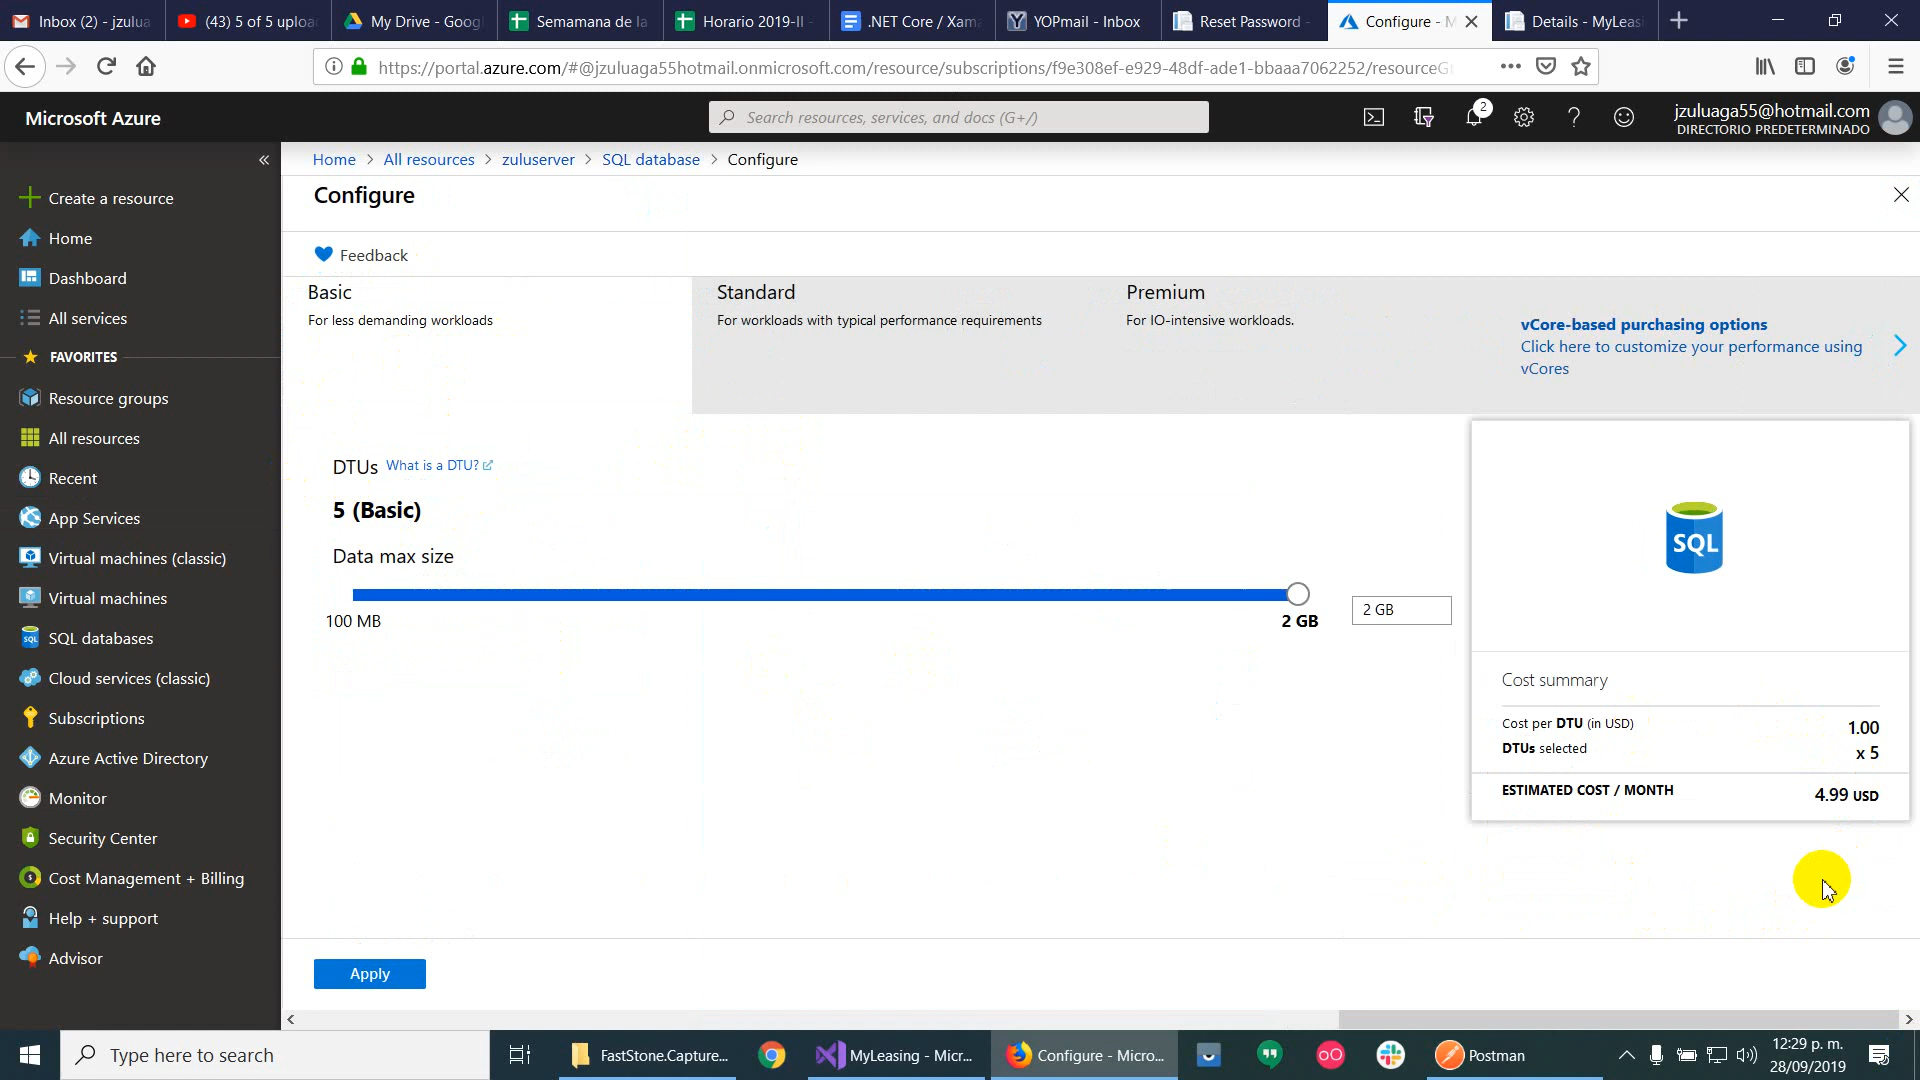 Inbox (2) - jzulua
(43) 5 of 5 uploa
My Drive - Goog
Semamana de la
Horario 2019-II -
.NET Core / Xam
YOPmail - Inbox
Reset Password -
Configure - M
Details - MyLeas
https://portal.azure.com/#@jzuluaga55hotmail.onmicrosoft.com/resource/subscriptions/f9e308ef-e929-48df-ade1-bbaaa7062252/resourceG
Microsoft Azure
Search resources, services, and docs (G+/)
2
jzuluaga55@hotmail.com
DIRECTORIO PREDETERMINADO
Home > All resources > zuluserver > SQL database > Configure
Configure
Feedback
Create a resource
Home
Dashboard
All services
FAVORITES
Resource groups
All resources
Recent
App Services
Virtual machines (classic)
Virtual machines
SQL databases
Cloud services (classic)
Subscriptions
Azure Active Directory
Monitor
Security Center
Cost Management + Billing
Help + support
Advisor
Basic
For less demanding workloads
Standard
For workloads with typical performance requirements
Premium
For IO-intensive workloads.
vCore-based purchasing options
Click here to customize your performance using
vCores
DTUs What is a DTU?
5 (Basic)
Data max size
100 MB
2 GB
2 GB
SQL
Cost summary
Cost per DTU (in USD) 1.00
DTUs selected x 5
ESTIMATED COST / MONTH 4.99 USD
Apply
Type here to search
FastStone.Capture...
MyLeasing - Micr...
Configure - Micro...
Postman
12:29 p. m.
28/09/2019